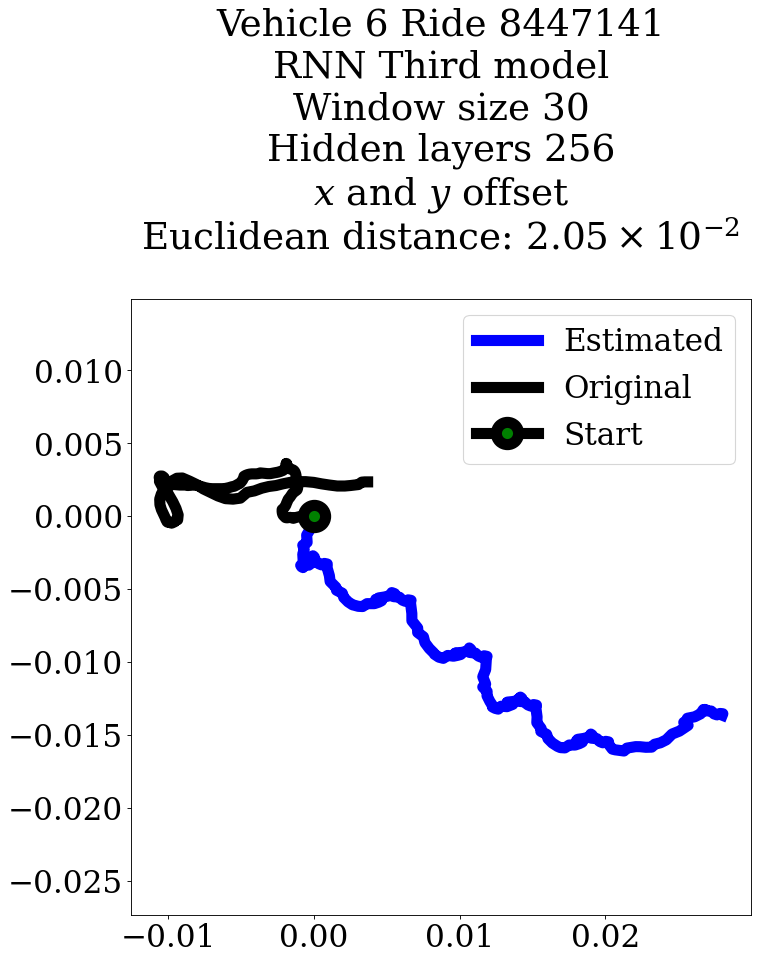 Vehicle 6 Ride 8447141
RNN Third model
Window size 30
Hidden layers 256
x and y offset
Euclidean distance: 2.05 × 10⁻²
Estimated
Original
Start
0.010
0.005
0.000
−0.005
−0.010
−0.015
−0.020
−0.025
−0.01 0.00 0.01 0.02